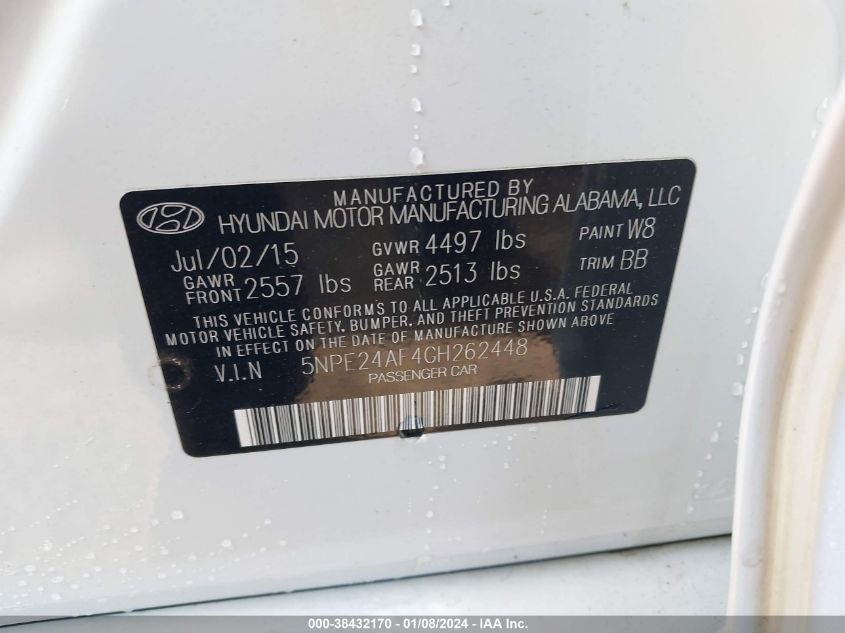 MANUFACTURED BY
HYUNDAI MOTOR MANUFACTURING ALABAMA, LLC
Jul/02/15 GVWR 4497 lbs PAINT W8
GAWR FRONT 2557 lbs GAWR REAR 2513 lbs TRIM BB
THIS VEHICLE CONFORMS TO ALL APPLICABLE U.S.A. FEDERAL
MOTOR VEHICLE SAFETY, BUMPER, AND THEFT PREVENTION STANDARDS
IN EFFECT ON THE DATE OF MANUFACTURE SHOWN ABOVE
V.I.N 5NPE24AF4GH262448
PASSENGER CAR
000-38432170 - 01/08/2024 - IAA, Inc.